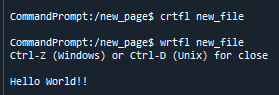 CommandPrompt:/new_page$ crtfl new_file
CommandPrompt:/new_page$ wrtfl new_file
Ctrl-Z (Windows) or Ctrl-D (Unix) for close
Hello World!!